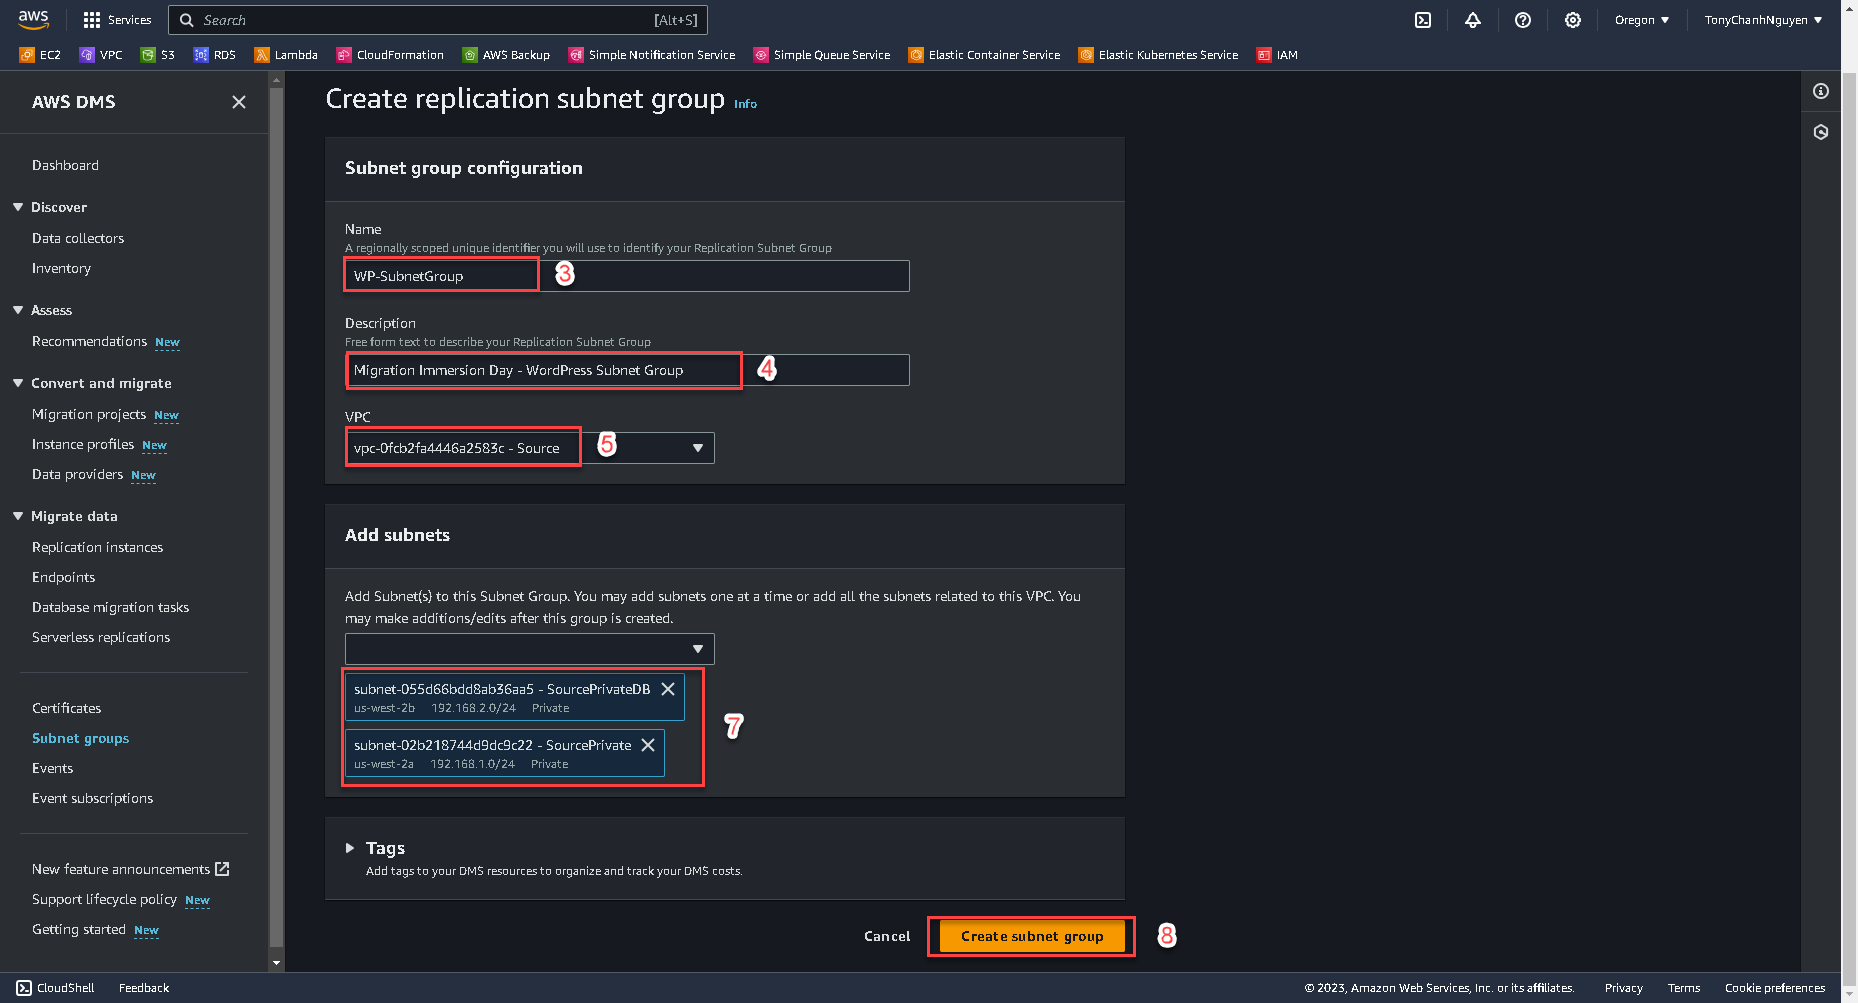 aws
Services
Search
[Alt+S]
Oregon ▼
TonyChanhNguyen ▼
EC2
VPC
S3
RDS
Lambda
CloudFormation
AWS Backup
Simple Notification Service
Simple Queue Service
Elastic Container Service
Elastic Kubernetes Service
IAM
AWS DMS
Dashboard
Discover
Data collectors
Inventory
Assess
Recommendations New
Convert and migrate
Migration projects New
Instance profiles New
Data providers New
Migrate data
Replication instances
Endpoints
Database migration tasks
Serverless replications
Certificates
Subnet groups
Events
Event subscriptions
New feature announcements
Support lifecycle policy New
Getting started New
Create replication subnet group Info
Subnet group configuration
Name
A regionally scoped unique identifier you will use to identify your Replication Subnet Group
WP-SubnetGroup
3
Description
Free form text to describe your Replication Subnet Group
Migration Immersion Day - WordPress Subnet Group
4
VPC
vpc-0fcb2fa4446a2583c - Source
5
Add subnets
Add Subnet(s) to this Subnet Group. You may add subnets one at a time or add all the subnets related to this VPC. You
may make additions/edits after this group is created.
subnet-055d66bdd8ab36aa5 - SourcePrivateDB
us-west-2b 192.168.2.0/24 Private
7
subnet-02b218744d9dc9c22 - SourcePrivate
us-west-2a 192.168.1.0/24 Private
Tags
Add tags to your DMS resources to organize and track your DMS costs.
Cancel
Create subnet group
8
CloudShell
Feedback
© 2023, Amazon Web Services, Inc. or its affiliates.
Privacy
Terms
Cookie preferences